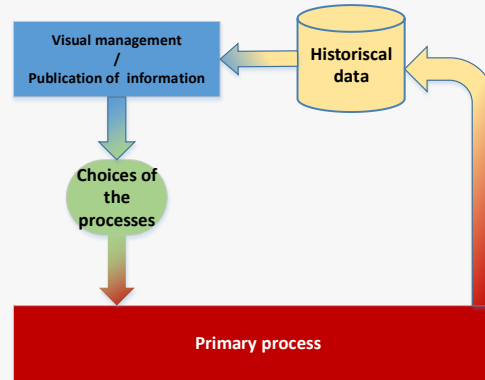 Visual management
/
Publication of information
Historiscal
data
Choices of
the
processes
Primary process